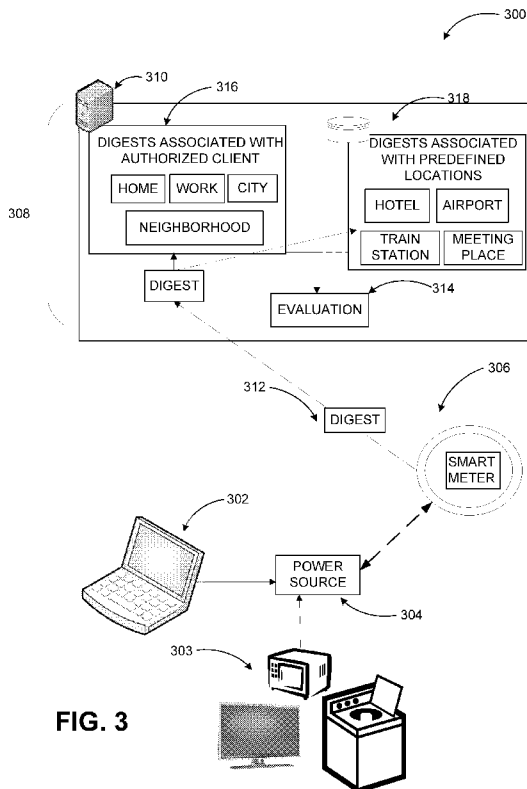 300
310
316
318
DIGESTS ASSOCIATED WITH
AUTHORIZED CLIENT
HOME
WORK
CITY
NEIGHBORHOOD
DIGESTS ASSOCIATED
WITH PREDEFINED
LOCATIONS
HOTEL
AIRPORT
TRAIN
STATION
MEETING
PLACE
308
DIGEST
EVALUATION
314
312
DIGEST
306
SMART
METER
302
POWER
SOURCE
304
303
FIG. 3